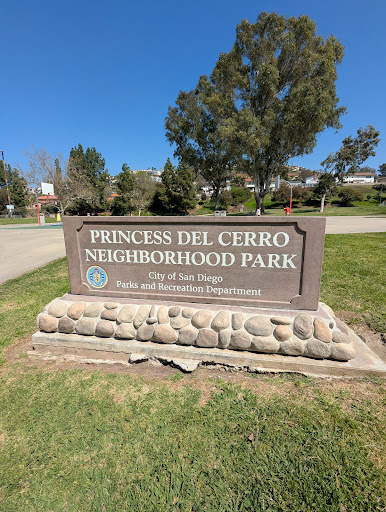 PRINCESS DEL CERRO
NEIGHBORHOOD PARK
City of San Diego
Parks and Recreation Department